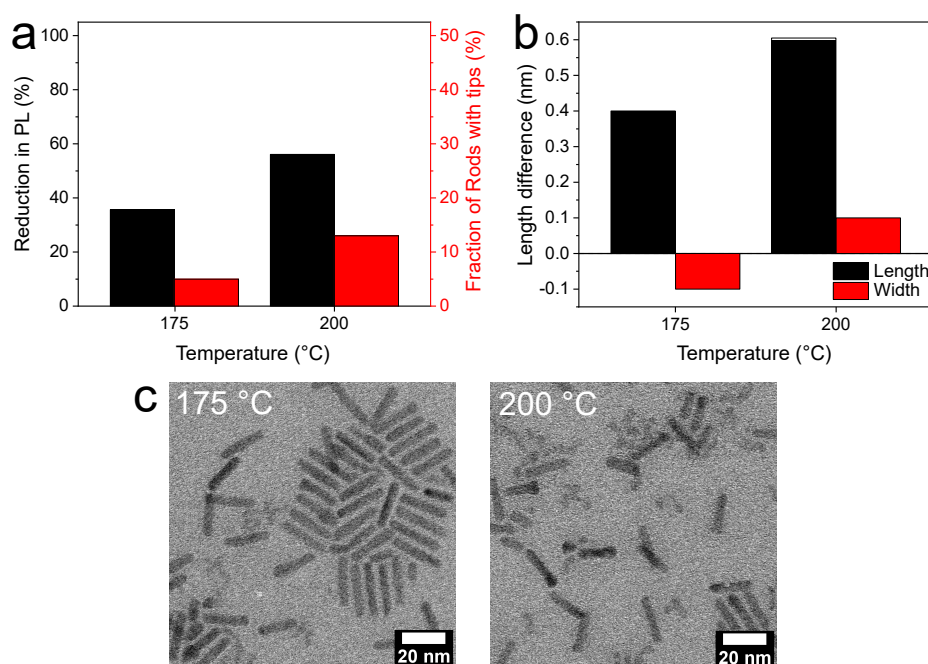 a
100
80
60
40
20
0
Reduction in PL (%)
50
40
30
20
10
0
Fraction of Rods with tips (%)
175
200
Temperature (°C)
b
0.6
0.5
0.4
0.3
0.2
0.1
0.0
-0.1
Length difference (nm)
Length
Width
175
200
Temperature (°C)
c
175 °C
20 nm
200 °C
20 nm